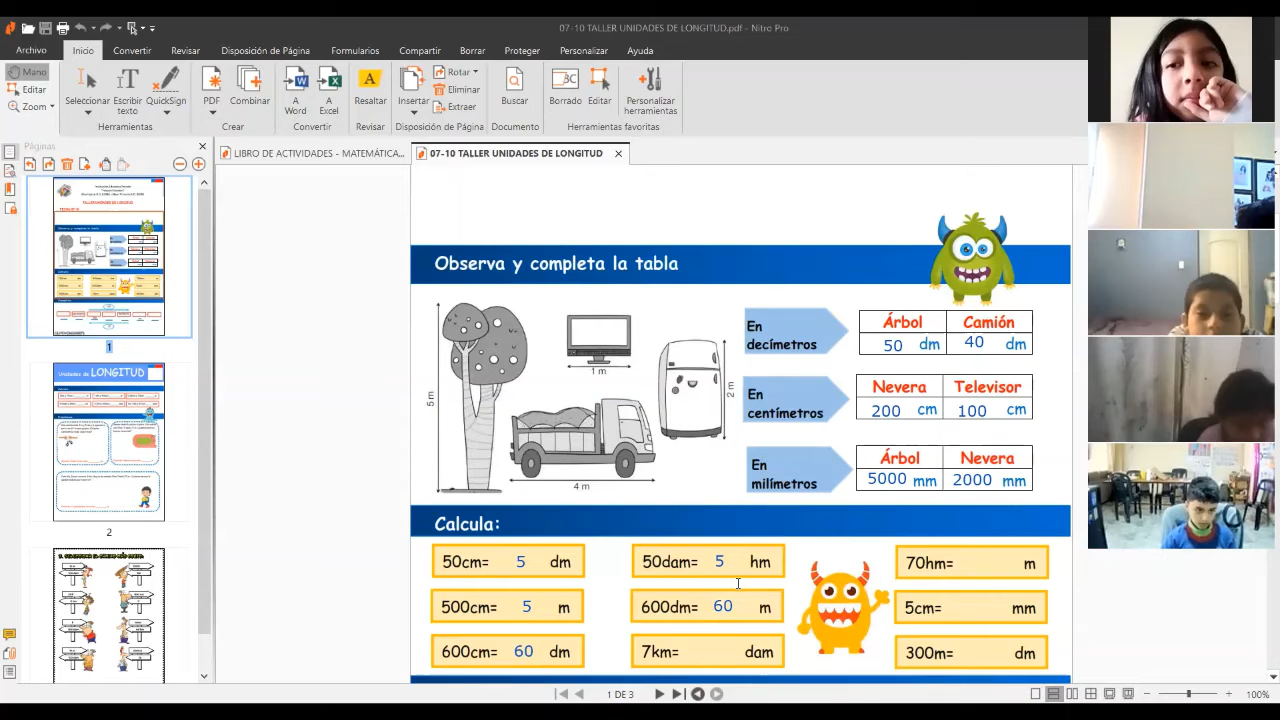 07-10 TALLER UNIDADES DE LONGITUD.pdf - Nitro Pro
Archivo Inicio Convertir Revisar Disposición de Página Formularios Compartir Borrar Proteger Personalizar Ayuda
Mano
Editar
Zoom
Seleccionar
Escribir texto
QuickSign
Herramientas
PDF
Combinar
Crear
A Word
A Excel
Convertir
Resaltar
Revisar
Insertar
Rotar
Eliminar
Extraer
Disposición de Página
Buscar
Documento
Borrado
Editar
Personalizar herramientas
Herramientas favoritas
Páginas
LIBRO DE ACTIVIDADES - MATEMÁTICA...
07-10 TALLER UNIDADES DE LONGITUD
1
Unidades de LONGITUD
2
Observa y completa la tabla
5 m
1 m
2 m
4 m
En decímetros
Árbol Camión
50 dm 40 dm
En centímetros
Nevera Televisor
200 cm 100 cm
En milímetros
Árbol Nevera
5000 mm 2000 mm
Calcula:
50cm= 5 dm
50dam= 5 hm
70hm= m
500cm= 5 m
600dm= 60 m
5cm= mm
600cm= 60 dm
7km= dam
300m= dm
1 DE 3
100%